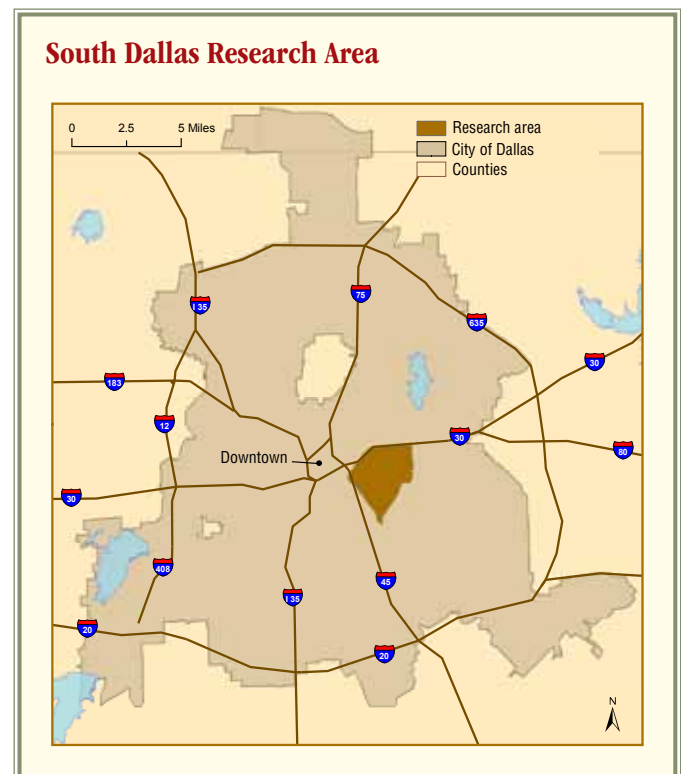 South Dallas Research Area
0 2.5 5 Miles
Research area
City of Dallas
Counties
I 35
75
635
30
183
12
30
80
Downtown
30
408
45
I 35
20
20
N